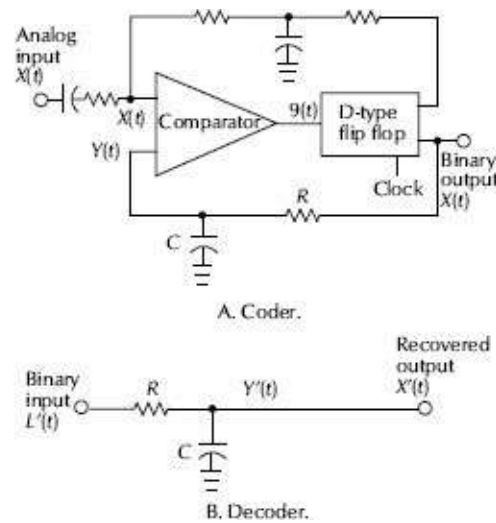 Analog
input
X(t)
X(t)
Y(t)
Comparator
9(t)
D-type
flip flop
Clock
Binary
output
X(t)
R
C
A. Coder.
Binary
input
L'(t)
R
Y'(t)
Recovered
output
X'(t)
C
B. Decoder.